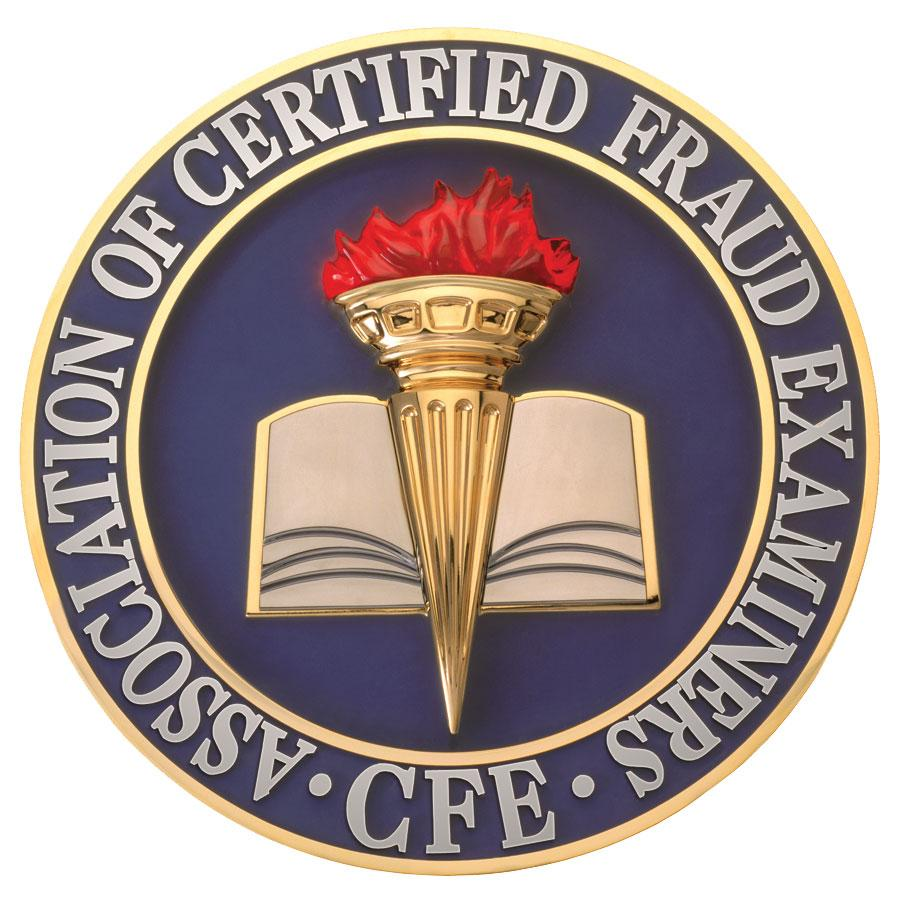 ASSOCIATION OF CERTIFIED FRAUD EXAMINERS
· CFE ·